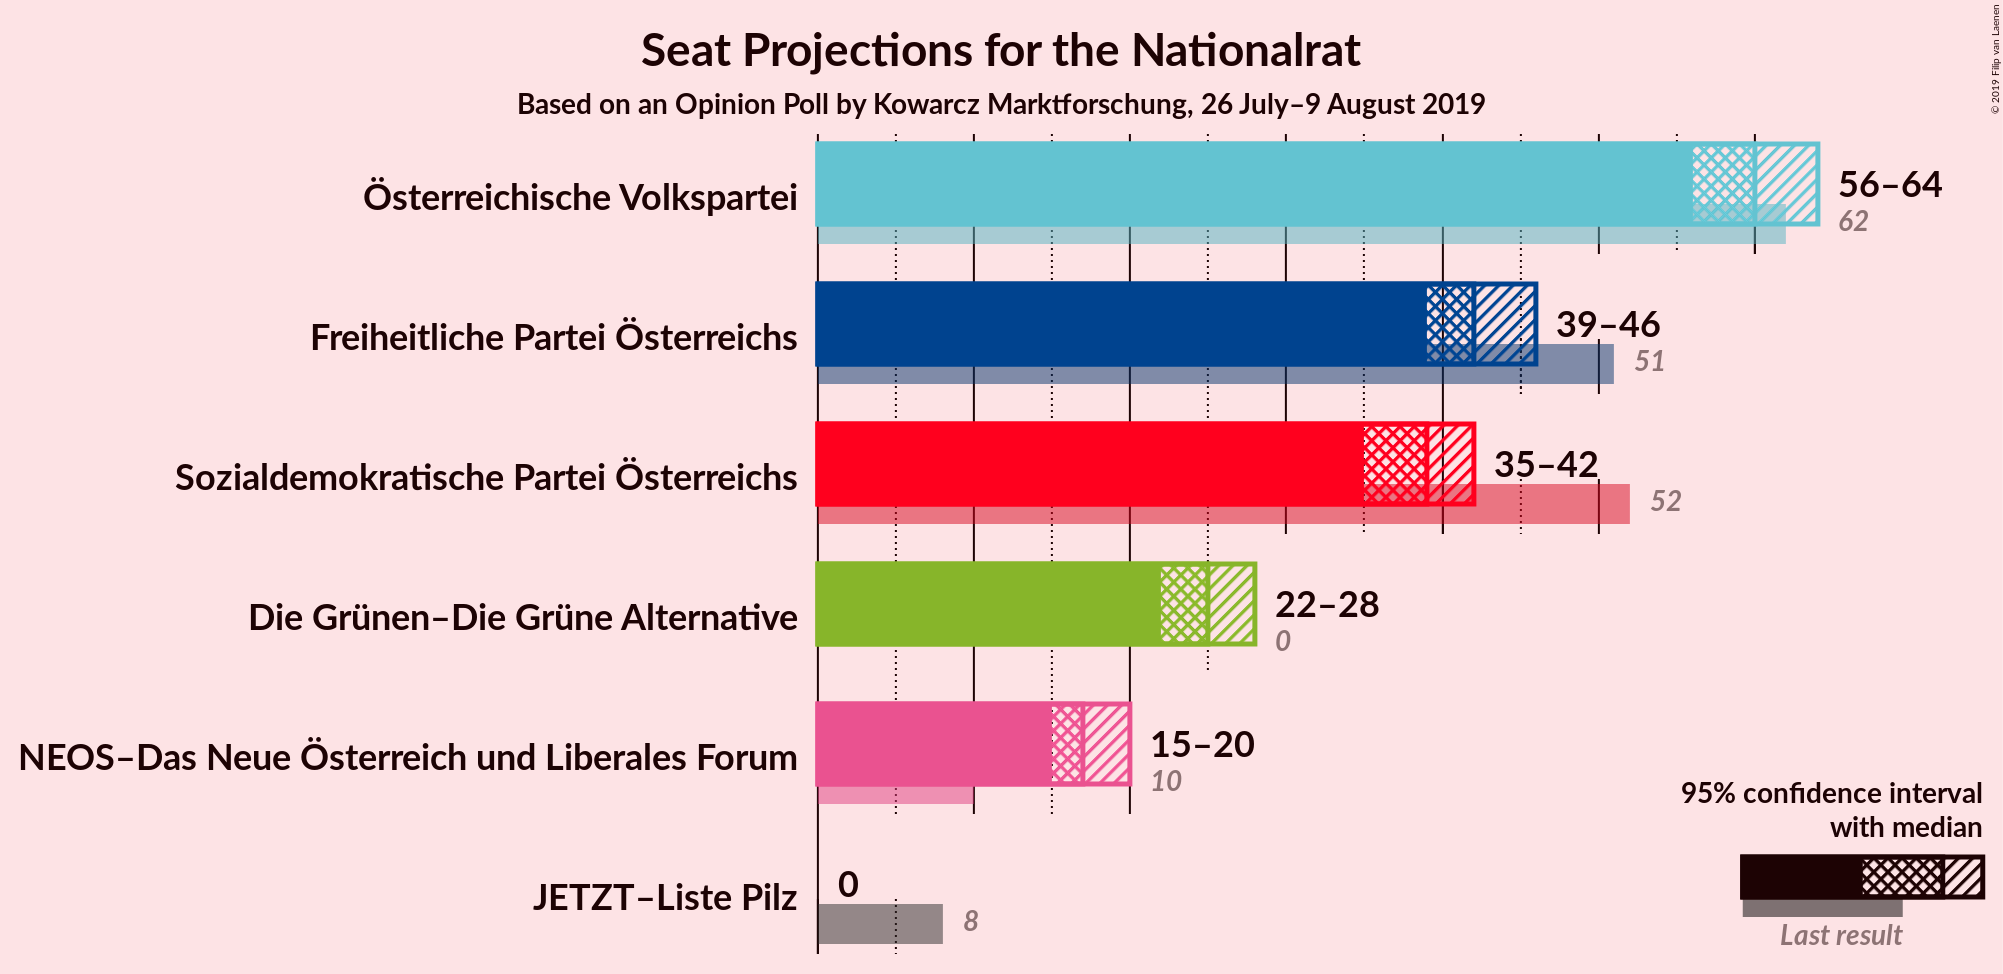 Seat Projections for the Nationalrat
Based on an Opinion Poll by Kowarcz Marktforschung, 26 July–9 August 2019
© 2019 Filip van Laenen
Österreichische Volkspartei
56–64
62
Freiheitliche Partei Österreichs
39–46
51
Sozialdemokratische Partei Österreichs
35–42
52
Die Grünen–Die Grüne Alternative
22–28
0
NEOS–Das Neue Österreich und Liberales Forum
15–20
10
JETZT–Liste Pilz
0
8
95% confidence interval
with median
Last result